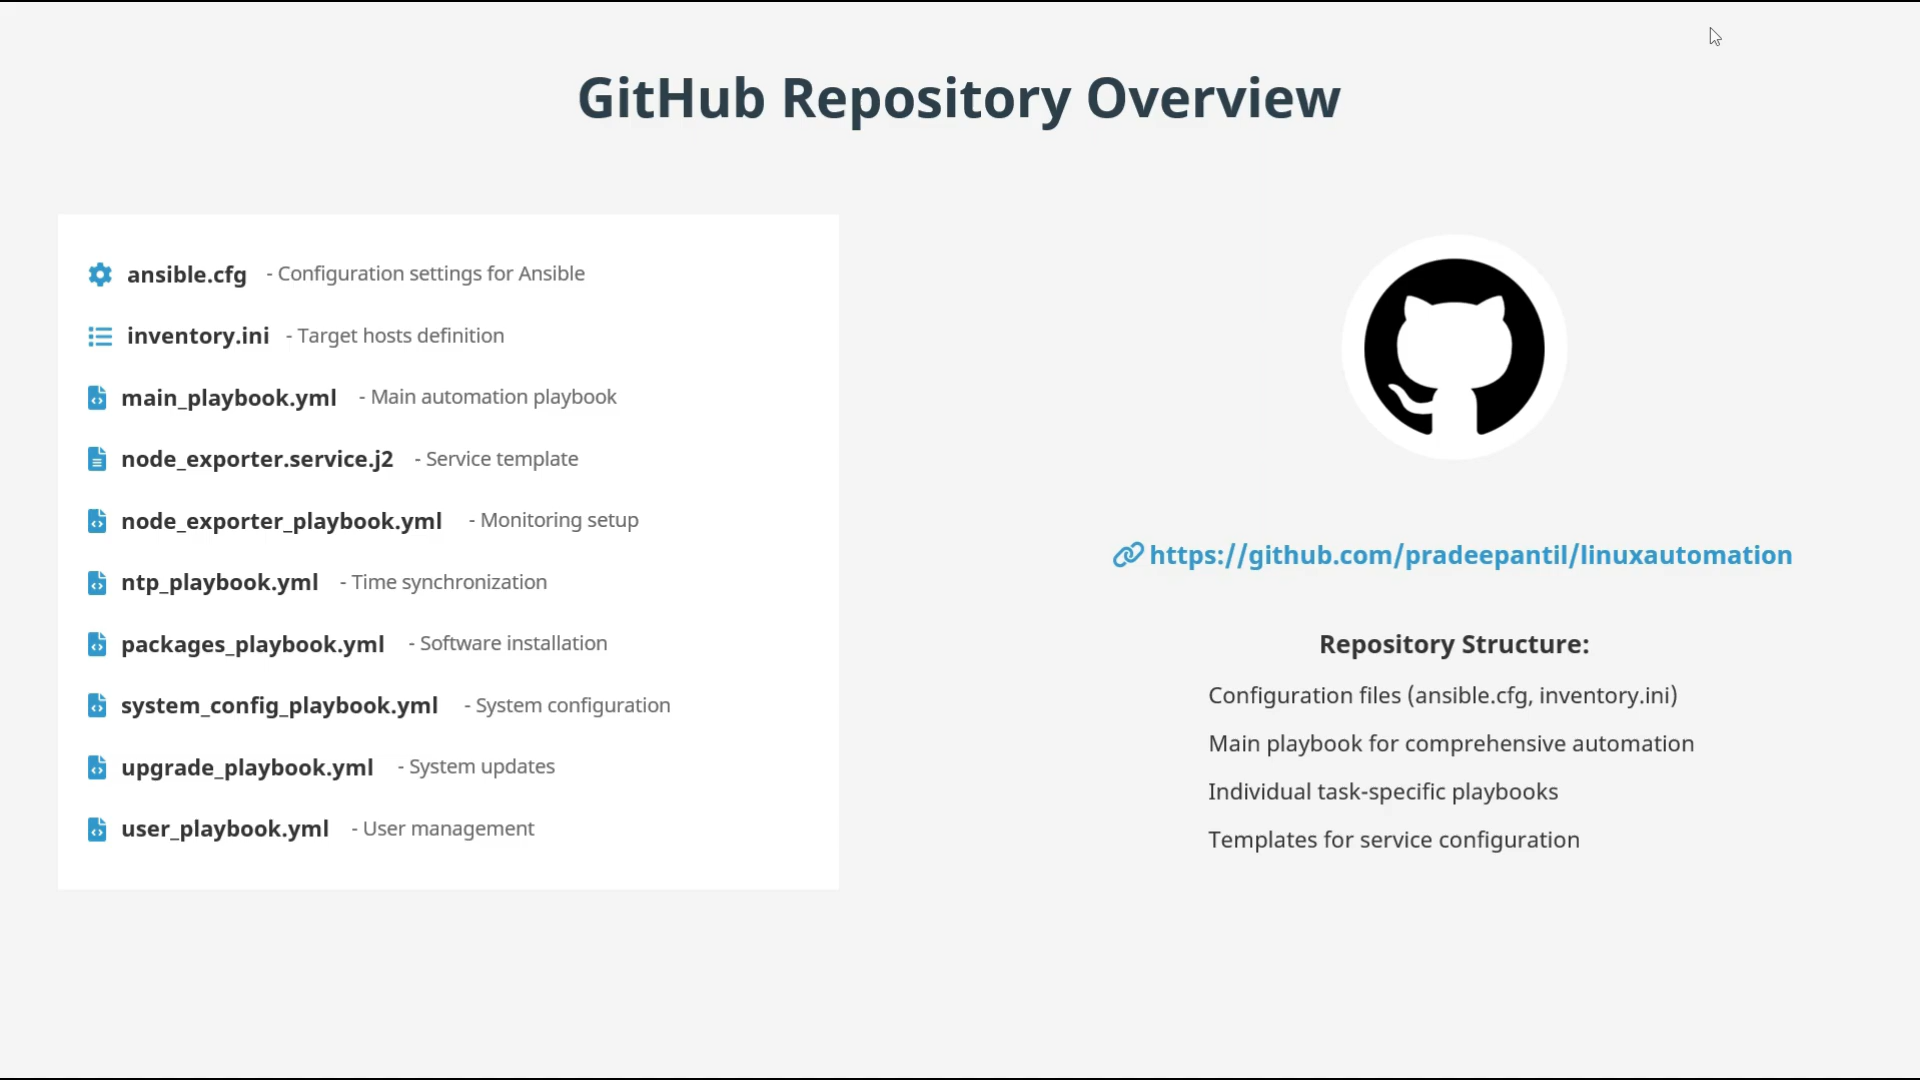 GitHub Repository Overview
ansible.cfg - Configuration settings for Ansible
inventory.ini - Target hosts definition
main_playbook.yml - Main automation playbook
node_exporter.service.j2 - Service template
node_exporter_playbook.yml - Monitoring setup
ntp_playbook.yml - Time synchronization
packages_playbook.yml - Software installation
system_config_playbook.yml - System configuration
upgrade_playbook.yml - System updates
user_playbook.yml - User management
https://github.com/pradeepantil/linuxautomation
Repository Structure:
Configuration files (ansible.cfg, inventory.ini)
Main playbook for comprehensive automation
Individual task-specific playbooks
Templates for service configuration